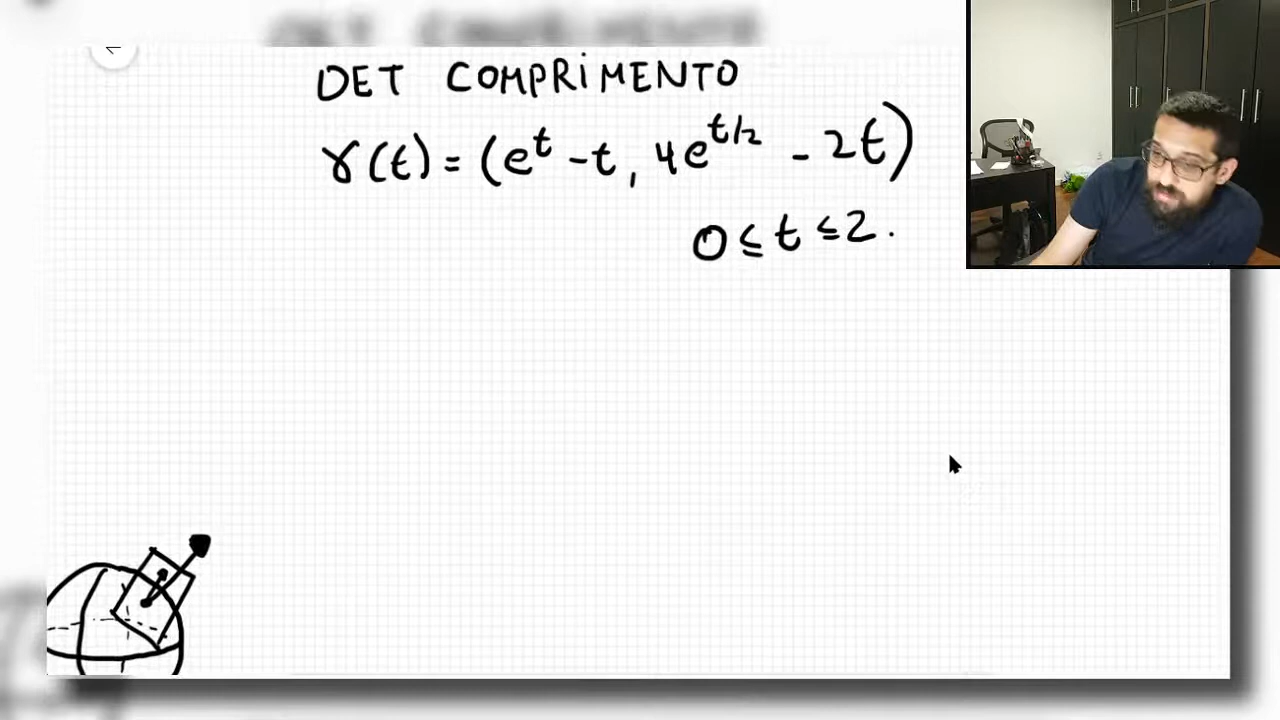 DET COMPRIMENTO
γ(t) = (e^t - t, 4e^{t/2} - 2t)
0 ≤ t ≤ 2.